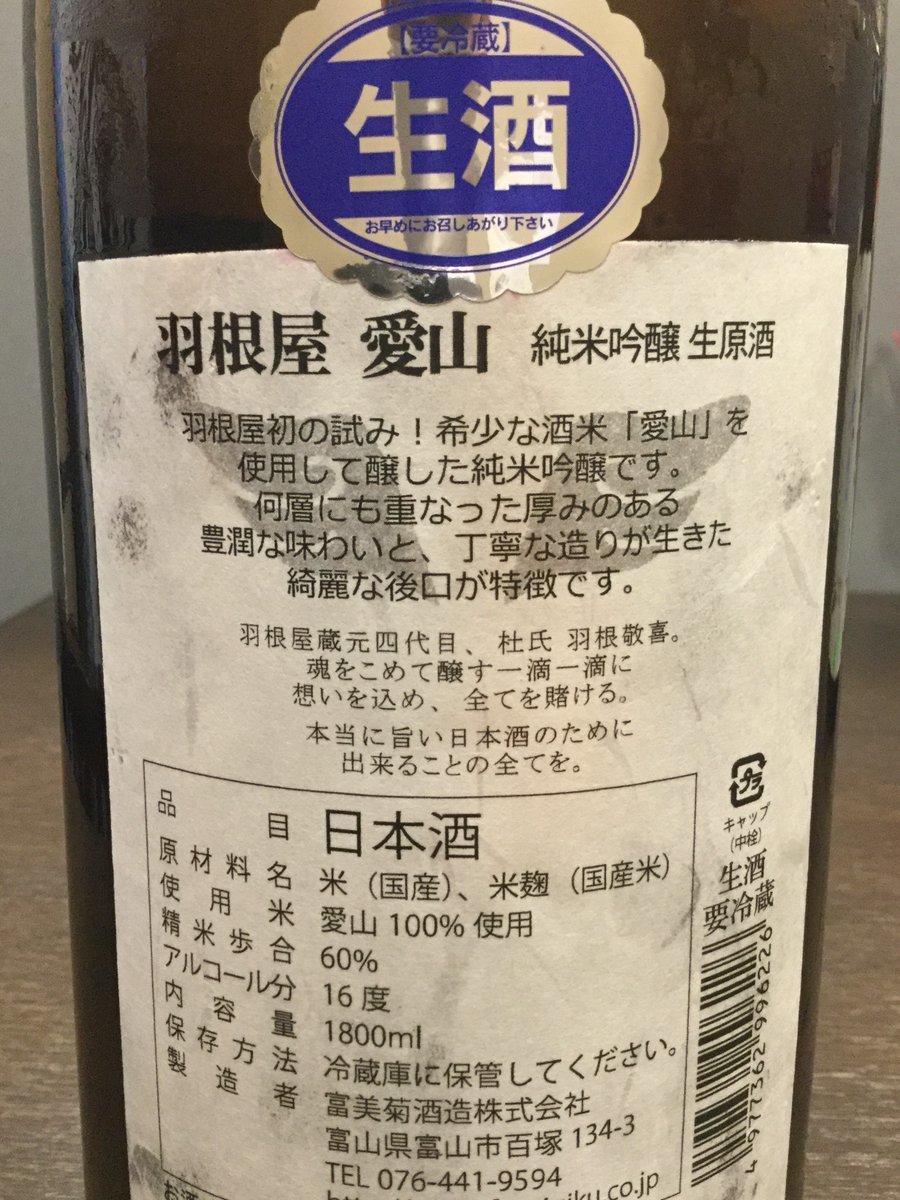 【要冷蔵】
生酒
お早めにお召しあがり下さい
羽根屋 愛山 純米吟醸 生原酒
羽根屋初の試み！希少な酒米「愛山」を
使用して醸した純米吟醸です。
何層にも重なった厚みのある
豊潤な味わいと、丁寧な造りが生きた
綺麗な後口が特徴です。
羽根屋蔵元四代目、杜氏 羽根敬喜。
魂をこめて醸す一滴一滴に
想いを込め、全てを賭ける。
本当に旨い日本酒のために
出来ることの全てを。
品目 日本酒
原材料名 米（国産）、米麹（国産米）
使用米 愛山 100% 使用
精米歩合 60%
アルコール分 16 度
内容量 1800ml
保存方法 冷蔵庫に保管してください。
製造者 富美菊酒造株式会社
富山県富山市百塚 134-3
TEL 076-441-9594
プラ
キャップ
（中栓）
生酒
要冷蔵
4 977362 996226